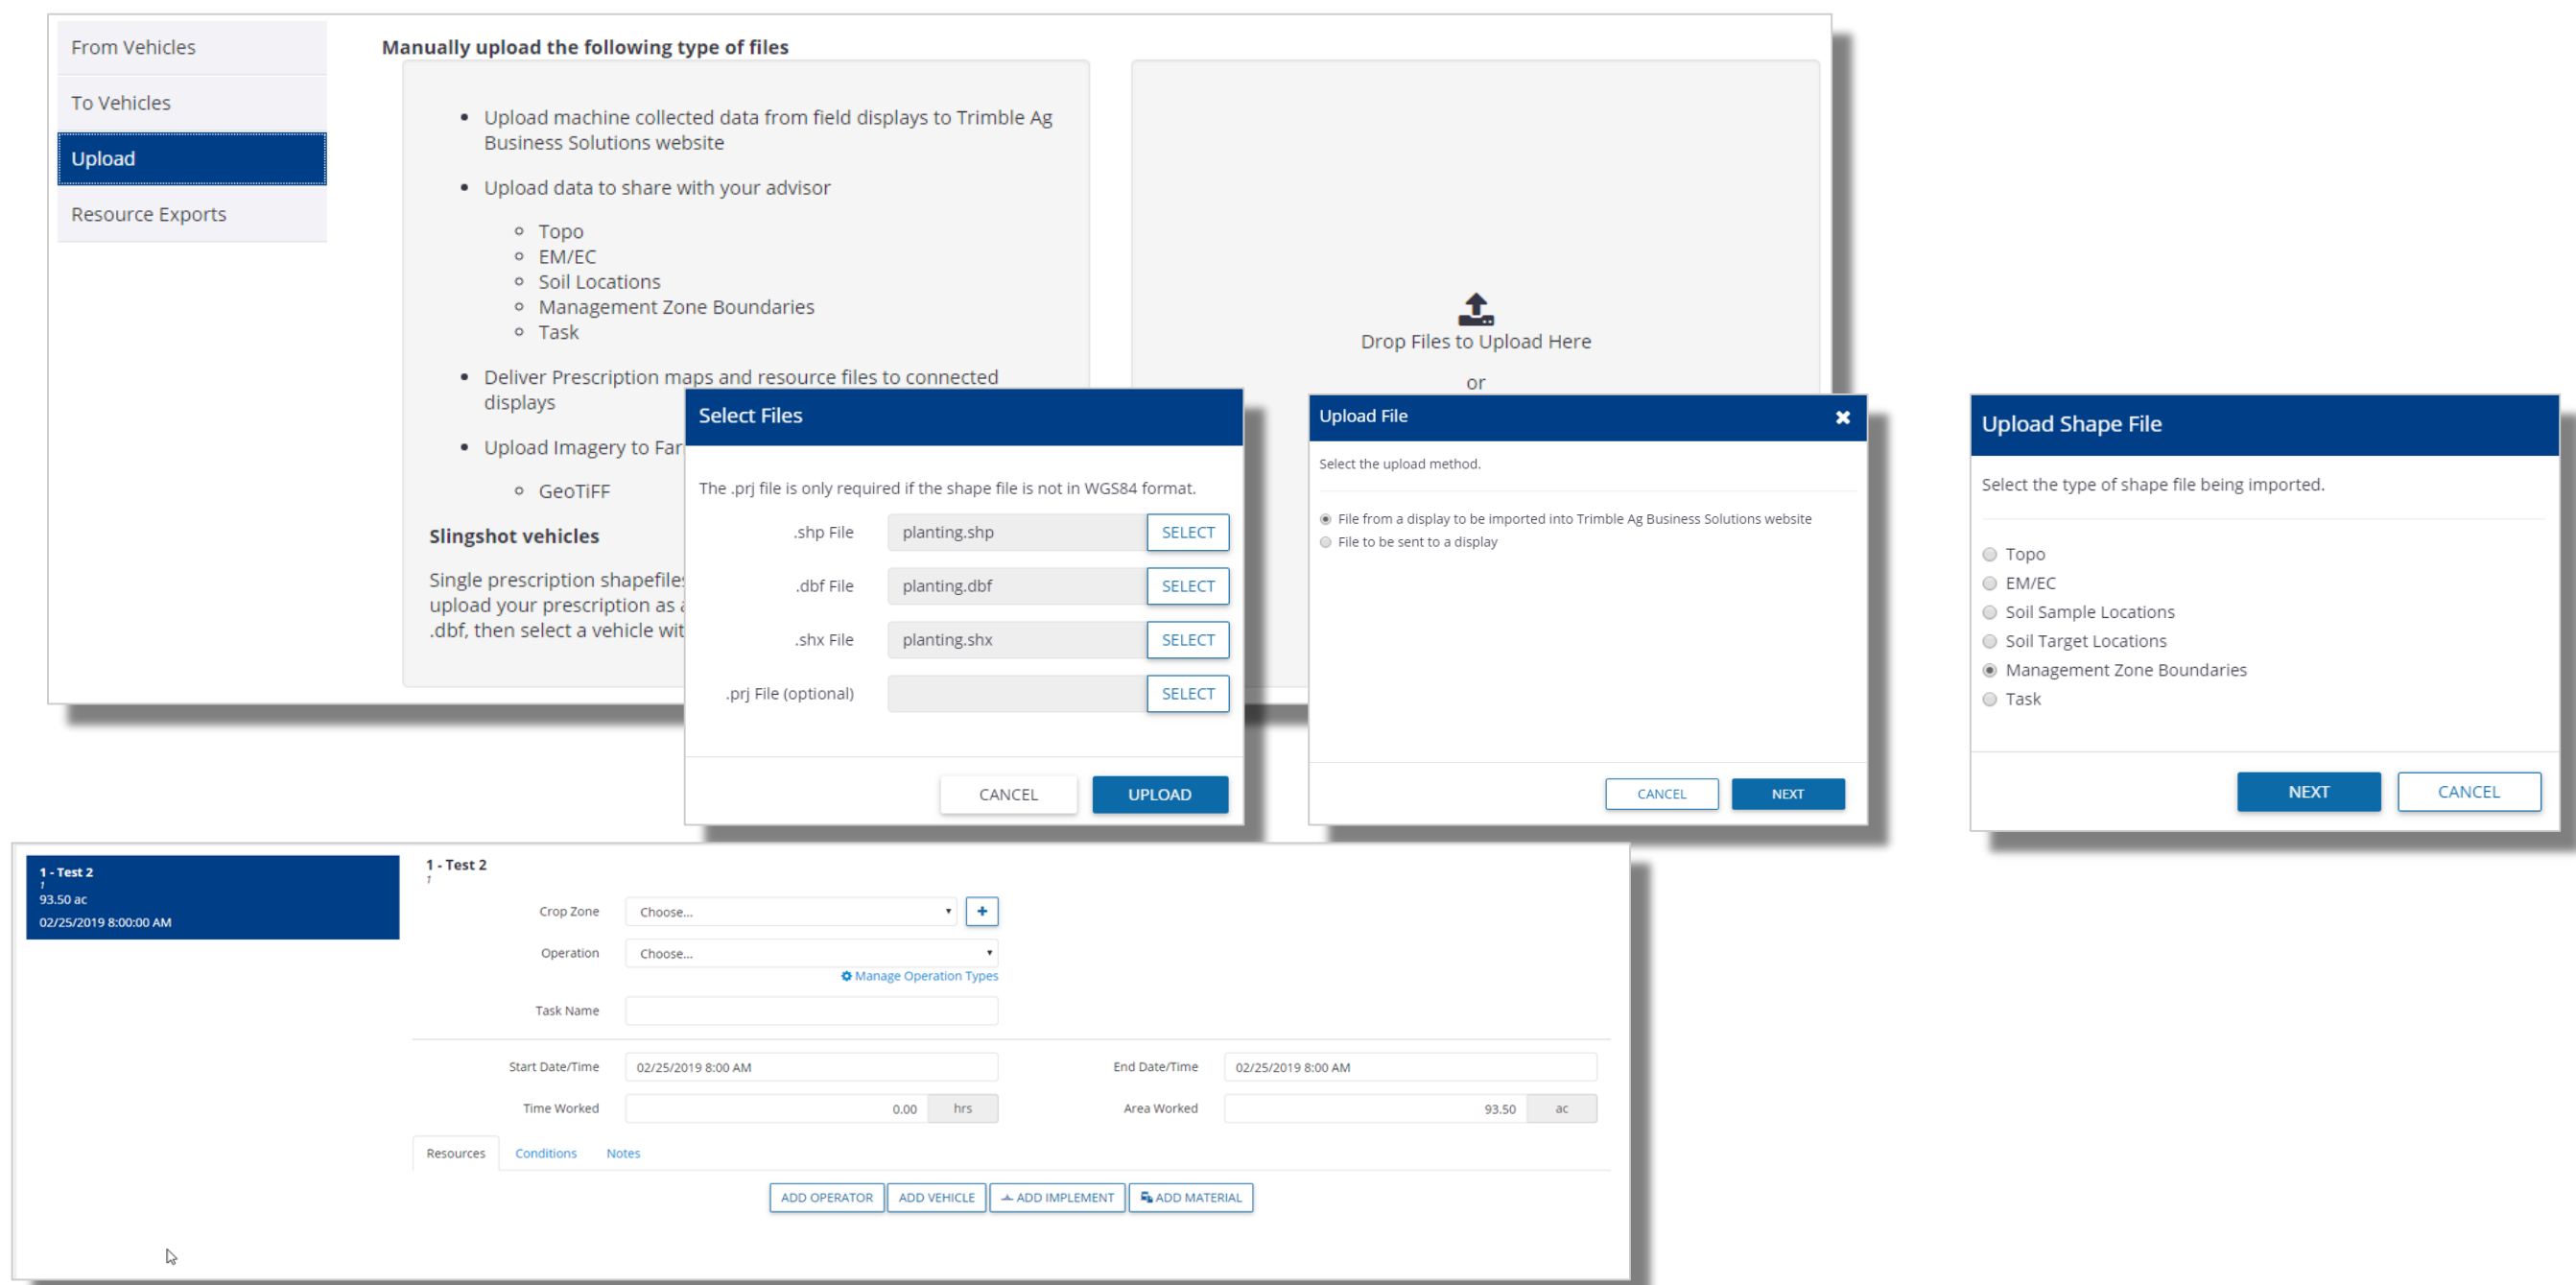 From Vehicles
To Vehicles
Upload
Resource Exports
Manually upload the following type of files
• Upload machine collected data from field displays to Trimble Ag
Business Solutions website
• Upload data to share with your advisor
◦ Topo
◦ EM/EC
◦ Soil Locations
◦ Management Zone Boundaries
◦ Task
• Deliver Prescription maps and resource files to connected
displays
• Upload Imagery to Far
◦ GeoTiFF
Slingshot vehicles
Single prescription shapefiles
upload your prescription as
.dbf, then select a vehicle wit
Drop Files to Upload Here
or
Select Files
The .prj file is only required if the shape file is not in WGS84 format.
.shp File planting.shp SELECT
.dbf File planting.dbf SELECT
.shx File planting.shx SELECT
.prj File (optional) SELECT
CANCEL UPLOAD
Upload File
Select the upload method.
File from a display to be imported into Trimble Ag Business Solutions website
File to be sent to a display
CANCEL NEXT
Upload Shape File
Select the type of shape file being imported.
Topo
EM/EC
Soil Sample Locations
Soil Target Locations
Management Zone Boundaries
Task
NEXT CANCEL
1 - Test 2
1
93.50 ac
02/25/2019 8:00:00 AM
1 - Test 2
1
Crop Zone Choose... +
Operation Choose...
Manage Operation Types
Task Name
Start Date/Time 02/25/2019 8:00 AM End Date/Time 02/25/2019 8:00 AM
Time Worked 0.00 hrs Area Worked 93.50 ac
Resources Conditions Notes
ADD OPERATOR ADD VEHICLE ADD IMPLEMENT ADD MATERIAL